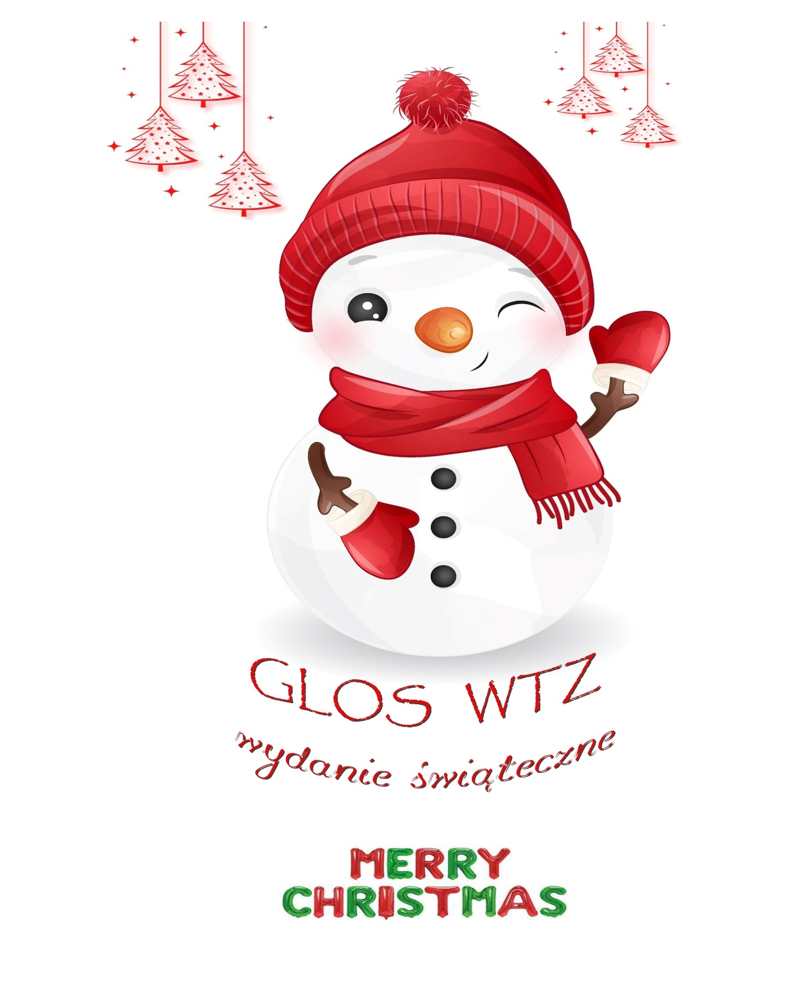 GLOS WTZ
wydanie świąteczne
MERRY
CHRISTMAS